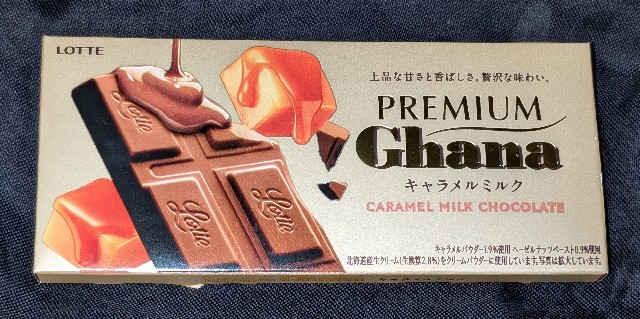 LOTTE
上品な甘さと香ばしさ。贅沢な味わい。
PREMIUM
Ghana
キャラメルミルク
CARAMEL MILK CHOCOLATE
キャラメルパウダー1.9%使用 ヘーゼルナッツペースト0.9%使用
北海道産生クリーム(生換算2.8%)をクリームパウダーに使用しています。写真は拡大しています。
Lotte
Lotte
Lotte
Lotte